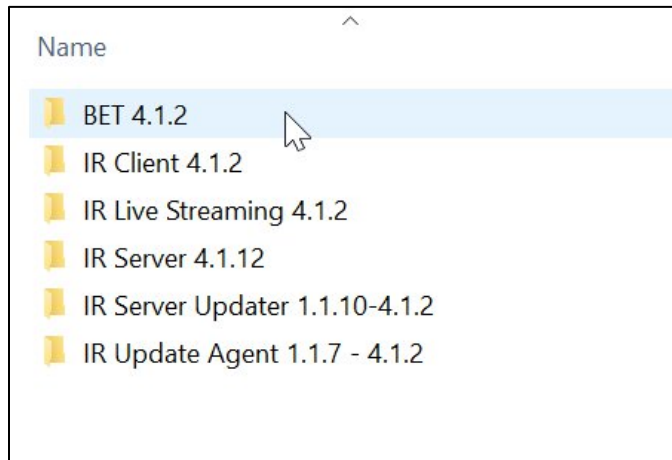 Name
BET 4.1.2
IR Client 4.1.2
IR Live Streaming 4.1.2
IR Server 4.1.12
IR Server Updater 1.1.10-4.1.2
IR Update Agent 1.1.7 - 4.1.2